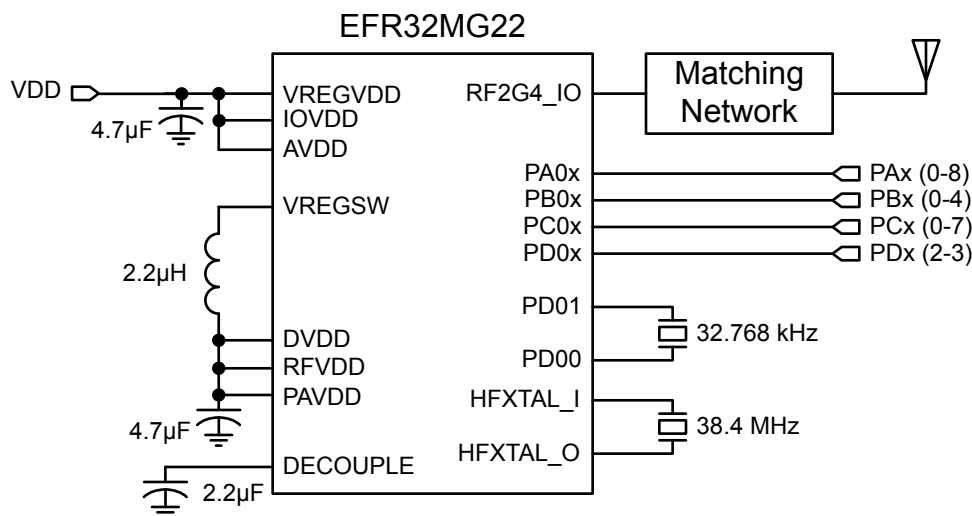 EFR32MG22
VDD
4.7µF
VREGVDD
IOVDD
AVDD
VREGSW
2.2µH
DVDD
RFVDD
PAVDD
4.7µF
DECOUPLE
2.2µF
RF2G4_IO
Matching
Network
PA0x
PAx (0-8)
PB0x
PBx (0-4)
PC0x
PCx (0-7)
PD0x
PDx (2-3)
PD01
32.768 kHz
PD00
HFXTAL_I
38.4 MHz
HFXTAL_O